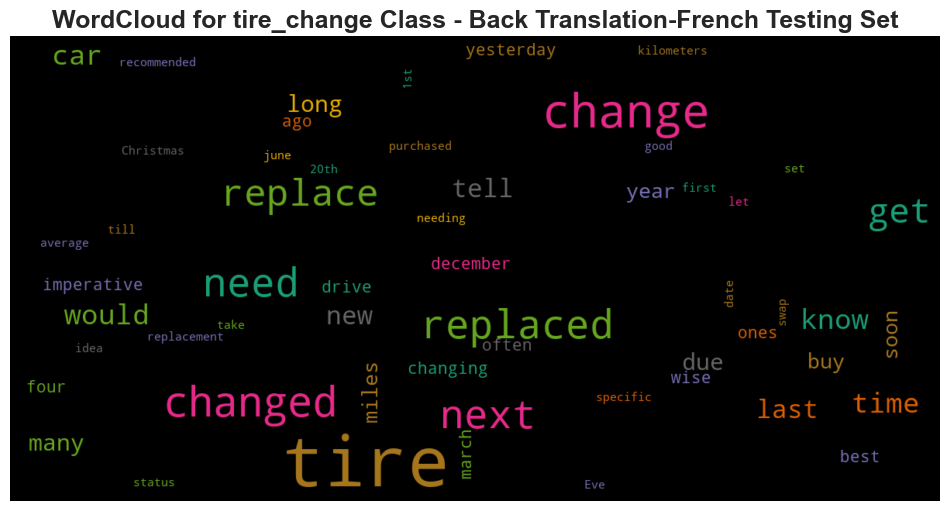 WordCloud for tire_change Class - Back Translation-French Testing Set
car
recommended
yesterday
kilometers
1st
long
ago
change
Christmas
june
purchased
good
20th
set
replace
tell
year
first
let
get
needing
till
average
december
imperative
need
drive
date
would
new
swap
know
soon
take
replaced
ones
replacement
idea
often
changing
due
wise
buy
four
miles
changed
next
specific
last
time
many
tire
march
best
status
Eve